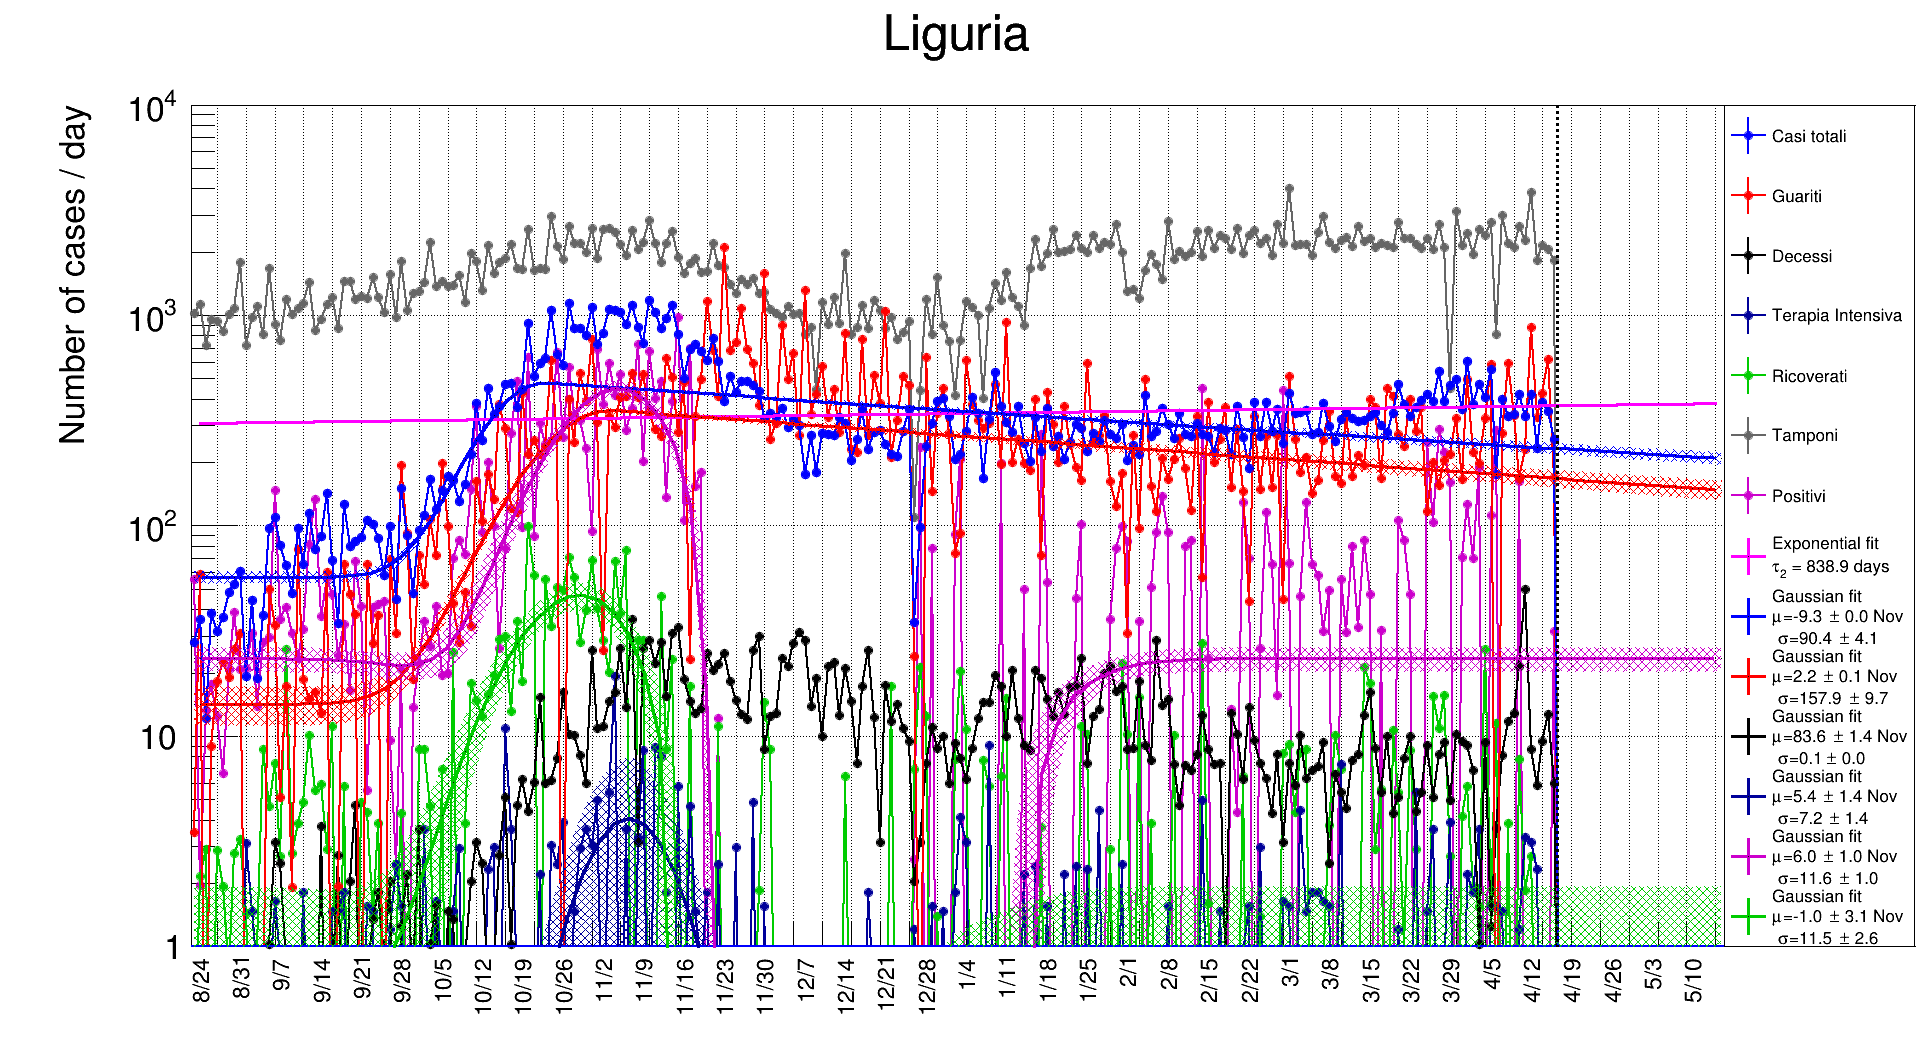 Liguria
Number of cases / day
10^4
10^3
10^2
10
1
8/24
8/31
9/7
9/14
9/21
9/28
10/5
10/12
10/19
10/26
11/2
11/9
11/16
11/23
11/30
12/7
12/14
12/21
12/28
1/4
1/11
1/18
1/25
2/1
2/8
2/15
2/22
3/1
3/8
3/15
3/22
3/29
4/5
4/12
4/19
4/26
5/3
5/10
Casi totali
Guariti
Decessi
Terapia Intensiva
Ricoverati
Tamponi
Positivi
Exponential fit
τ₂ = 838.9 days
Gaussian fit
μ=-9.3 ± 0.0 Nov
σ=90.4 ± 4.1
Gaussian fit
μ=2.2 ± 0.1 Nov
σ=157.9 ± 9.7
Gaussian fit
μ=83.6 ± 1.4 Nov
σ=0.1 ± 0.0
Gaussian fit
μ=5.4 ± 1.4 Nov
σ=7.2 ± 1.4
Gaussian fit
μ=6.0 ± 1.0 Nov
σ=11.6 ± 1.0
Gaussian fit
μ=-1.0 ± 3.1 Nov
σ=11.5 ± 2.6